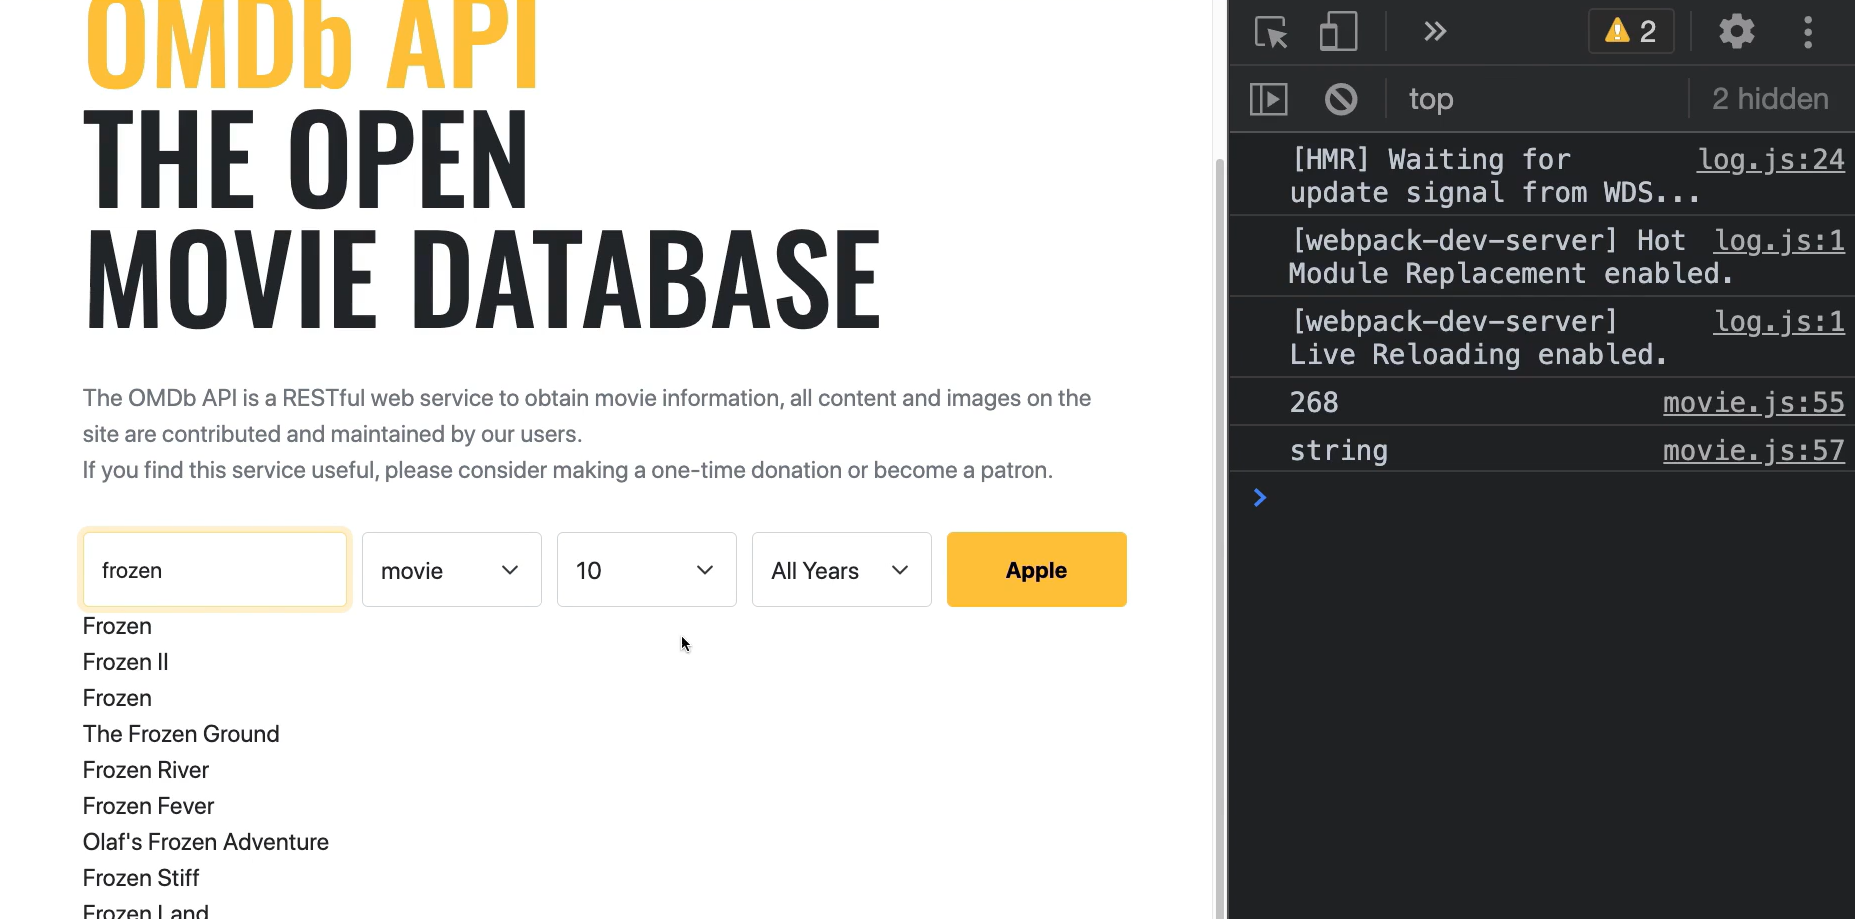 OMDb API
THE OPEN
MOVIE DATABASE
The OMDb API is a RESTful web service to obtain movie information, all content and images on the
site are contributed and maintained by our users.
If you find this service useful, please consider making a one-time donation or become a patron.
frozen
movie
10
All Years
Apple
Frozen
Frozen II
Frozen
The Frozen Ground
Frozen River
Frozen Fever
Olaf's Frozen Adventure
Frozen Stiff
Frozen Land
2
top
2 hidden
[HMR] Waiting for log.js:24
update signal from WDS...
[webpack-dev-server] Hot log.js:1
Module Replacement enabled.
[webpack-dev-server] log.js:1
Live Reloading enabled.
268 movie.js:55
string movie.js:57